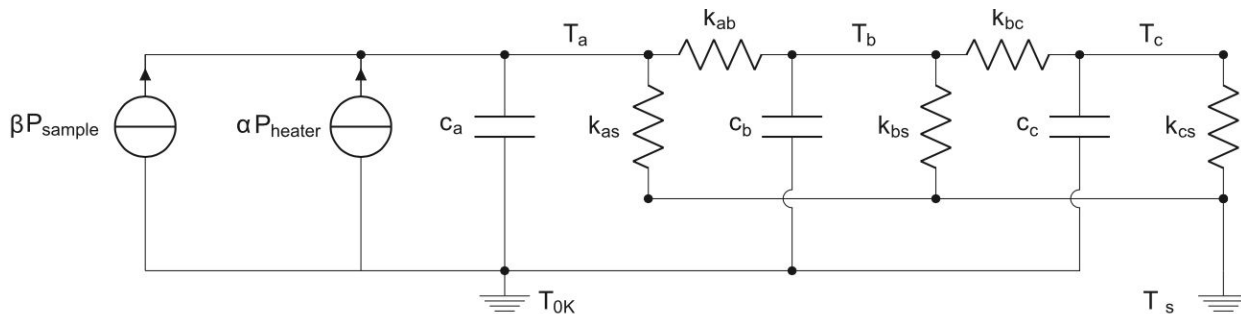 k_ab
k_bc
T_a
T_b
T_c
βP_sample
αP_heater
c_a
k_as
c_b
k_bs
c_c
k_cs
T_0K
T_s